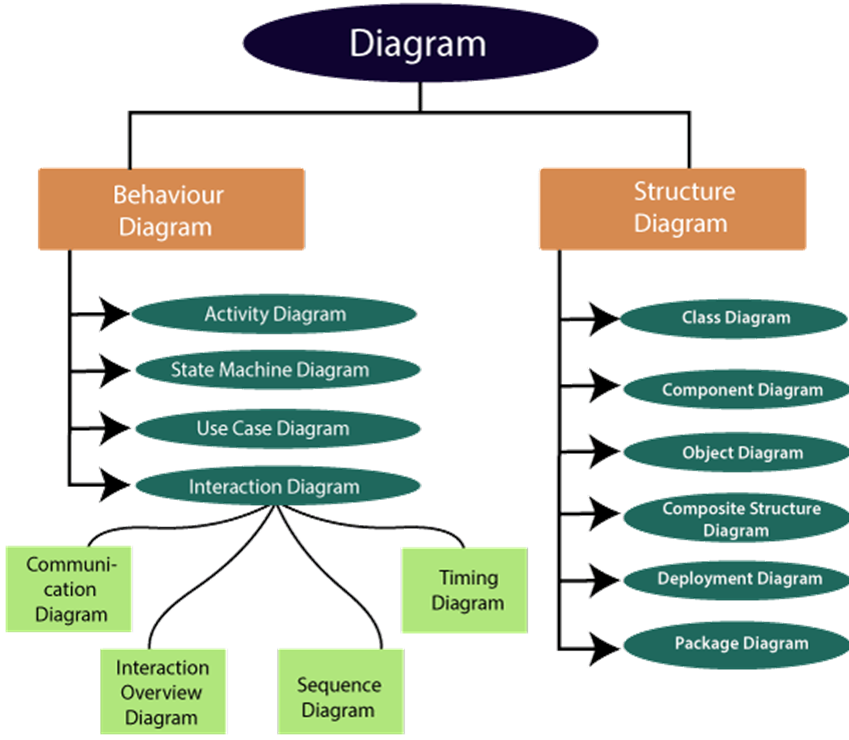 Diagram
Behaviour
Diagram
Structure
Diagram
Activity Diagram
State Machine Diagram
Use Case Diagram
Interaction Diagram
Communi-
cation
Diagram
Interaction
Overview
Diagram
Sequence
Diagram
Timing
Diagram
Class Diagram
Component Diagram
Object Diagram
Composite Structure
Diagram
Deployment Diagram
Package Diagram